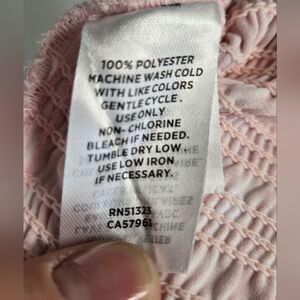 100% POLYESTER
MACHINE WASH COLD
WITH LIKE COLORS
GENTLE CYCLE.
USE ONLY
NON- CHLORINE
BLEACH IF NEEDED.
TUMBLE DRY LOW.
USE LOW IRON
IF NECESSARY.
RN51323
CA57961